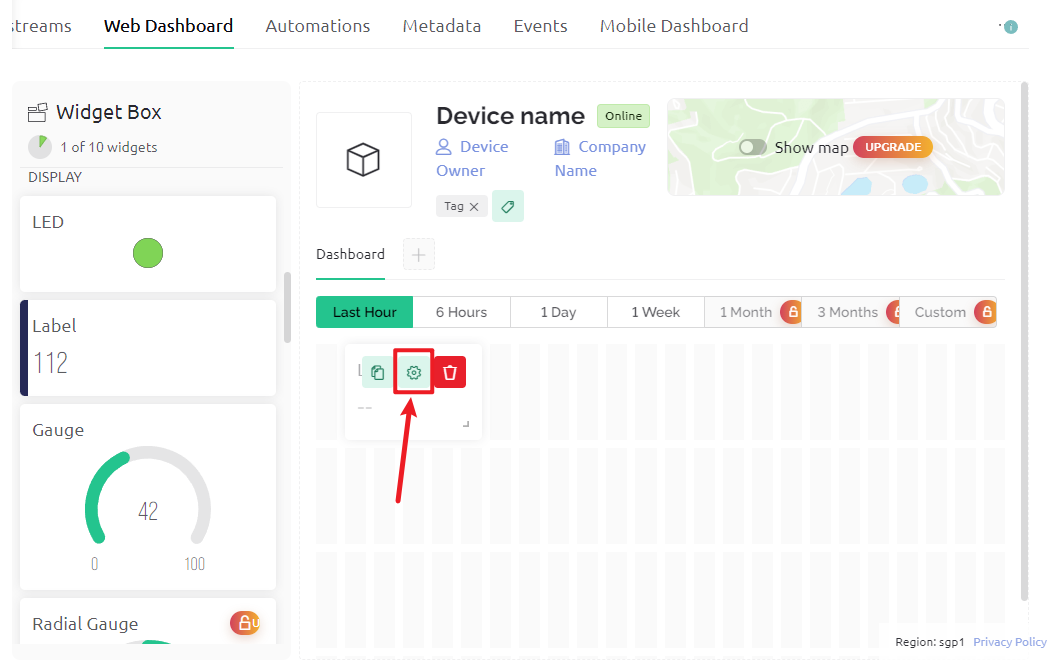 Web Dashboard Automations Metadata Events Mobile Dashboard
Widget Box
1 of 10 widgets
DISPLAY
LED
Label
112
Gauge
42
0 100
Radial Gauge
Device name Online
Device Owner
Company Name
Tag
Show map UPGRADE
Dashboard
Last Hour 6 Hours 1 Day 1 Week 1 Month 3 Months Custom
--
Region: sgp1 Privacy Policy